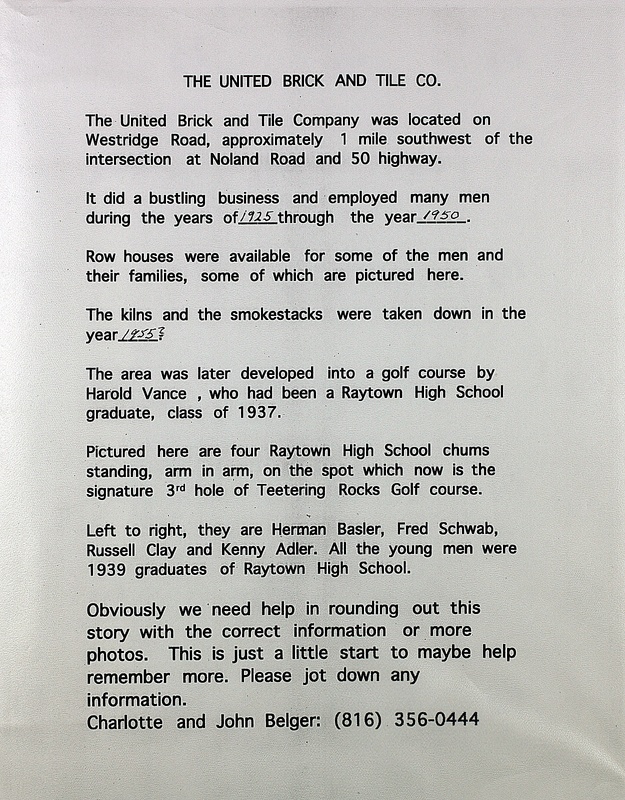 THE UNITED BRICK AND TILE CO.
The United Brick and Tile Company was located on
Westridge Road, approximately 1 mile southwest of the
intersection at Noland Road and 50 highway.
It did a bustling business and employed many men
during the years of 1925 through the year 1950.
Row houses were available for some of the men and
their families, some of which are pictured here.
The kilns and the smokestacks were taken down in the
year 1955?
The area was later developed into a golf course by
Harold Vance , who had been a Raytown High School
graduate, class of 1937.
Pictured here are four Raytown High School chums
standing, arm in arm, on the spot which now is the
signature 3rd hole of Teetering Rocks Golf course.
Left to right, they are Herman Basler, Fred Schwab,
Russell Clay and Kenny Adler. All the young men were
1939 graduates of Raytown High School.
Obviously we need help in rounding out this
story with the correct information or more
photos. This is just a little start to maybe help
remember more. Please jot down any
information.
Charlotte and John Belger: (816) 356-0444